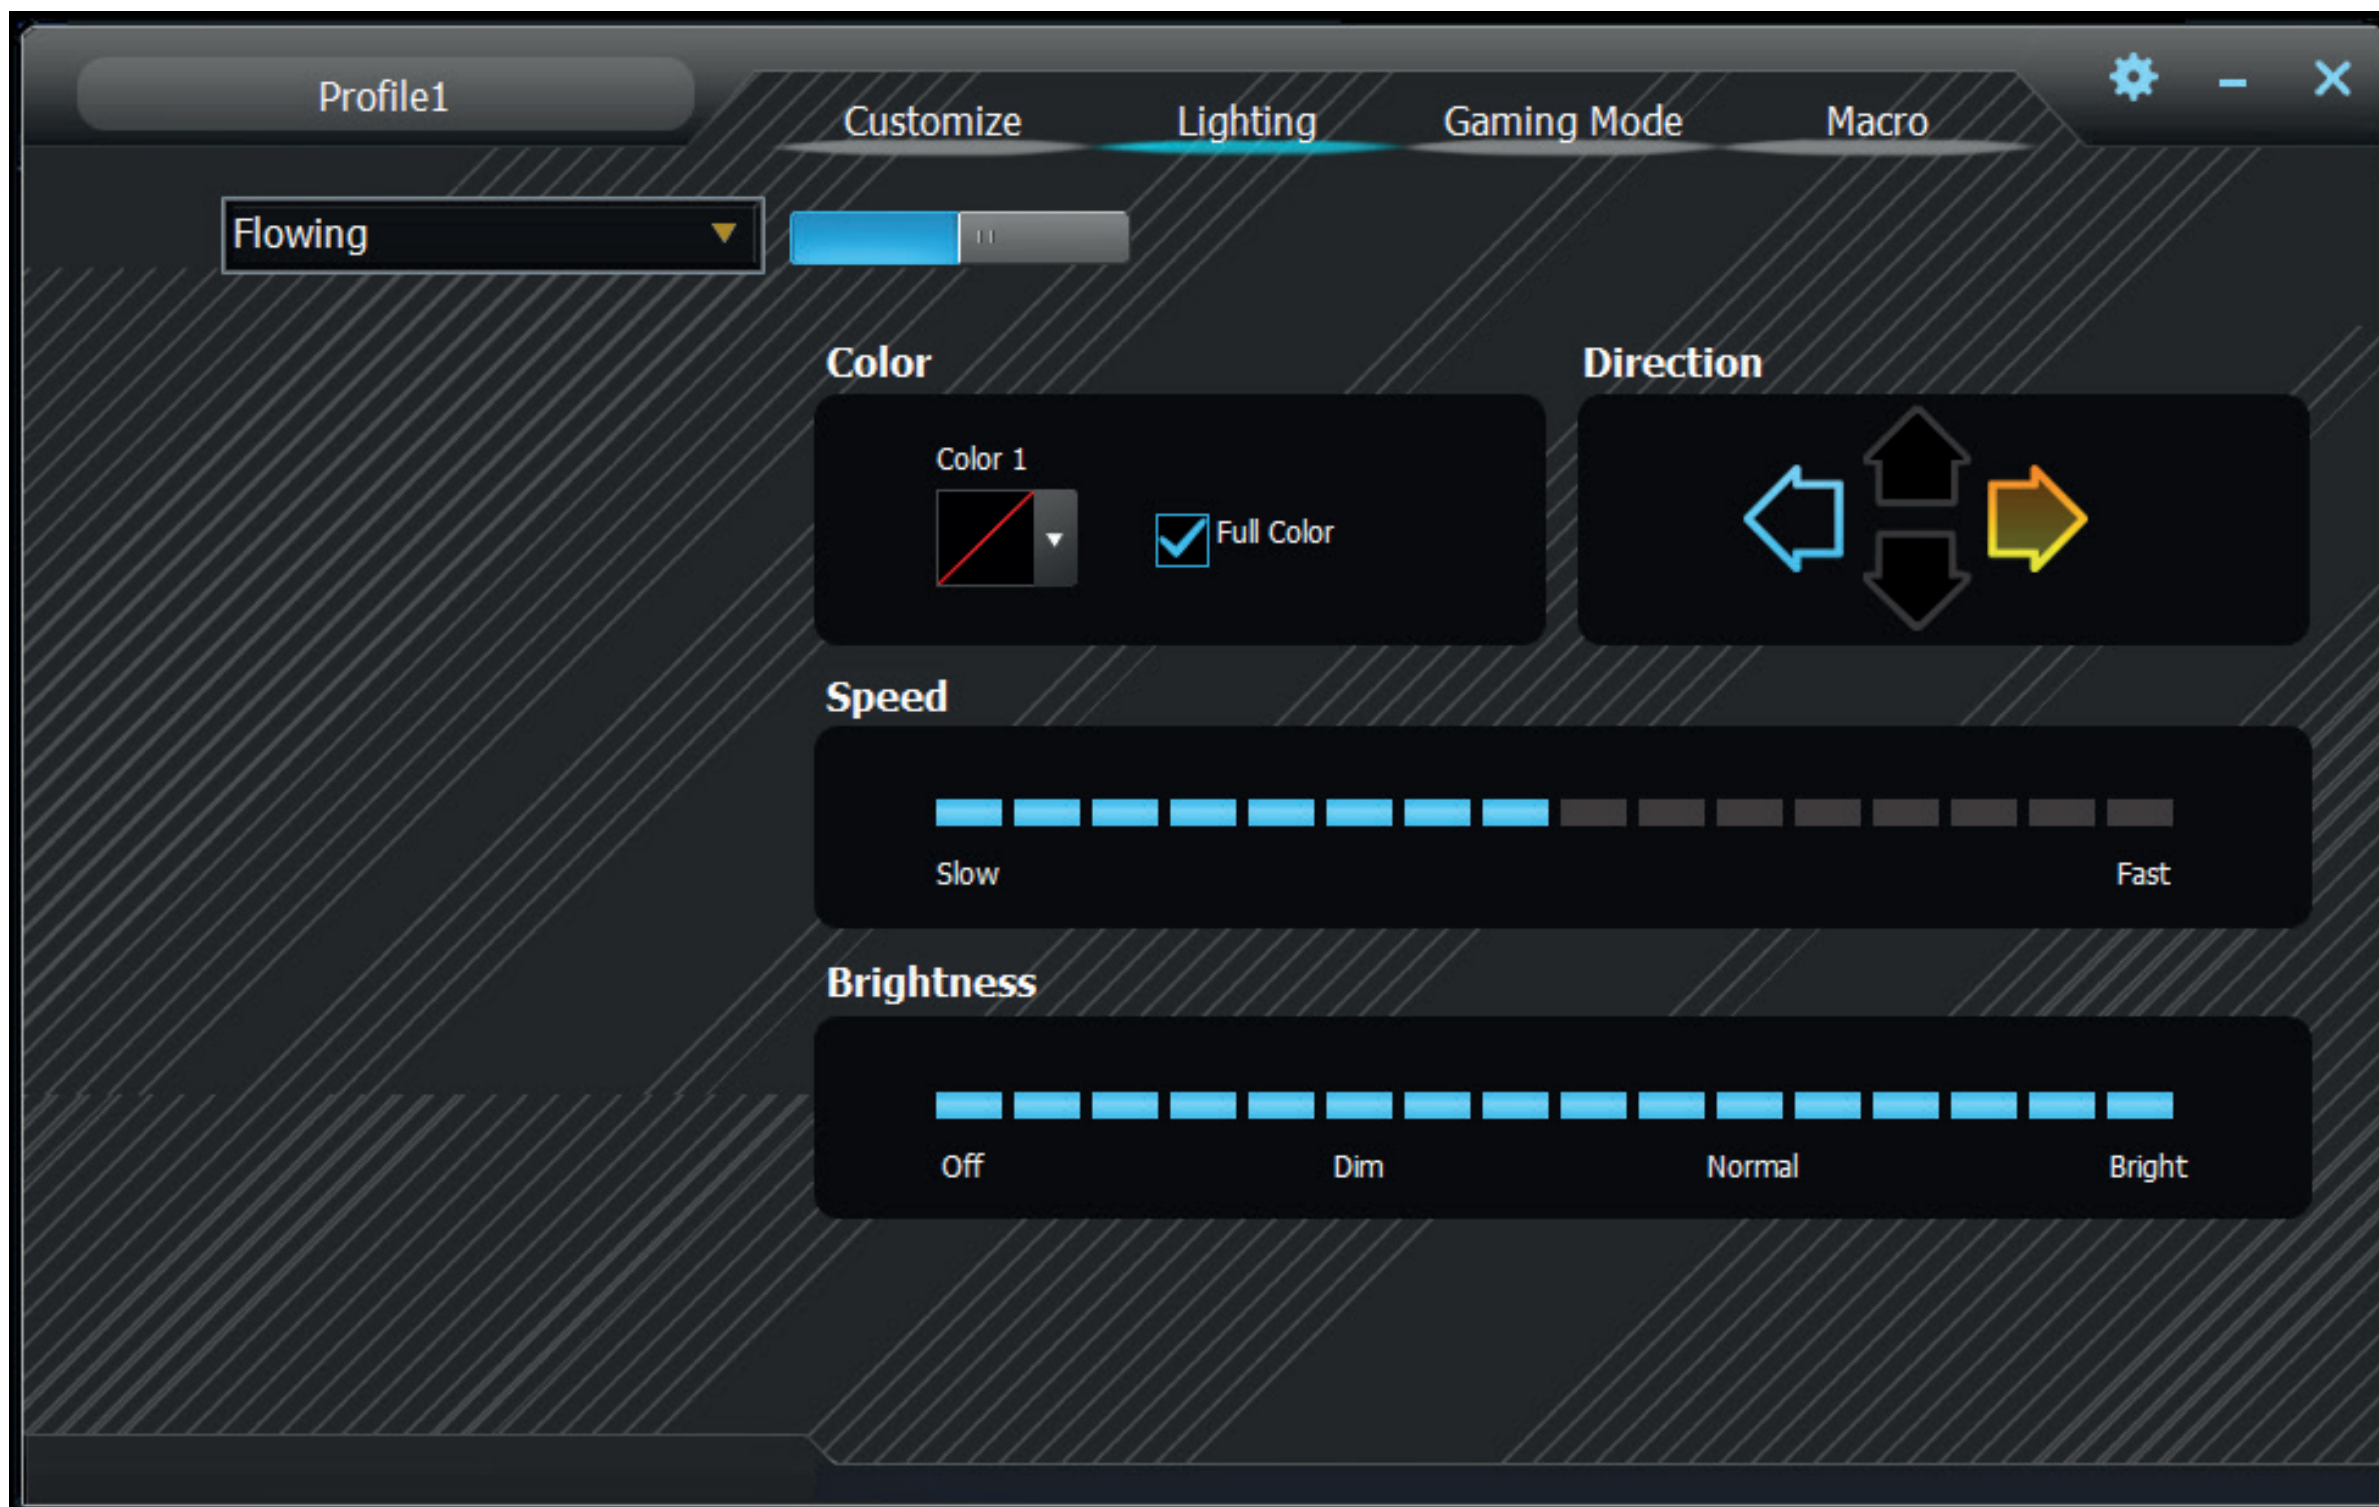 Profile1
Customize
Lighting
Gaming Mode
Macro
Flowing
Color
Direction
Color 1
Full Color
Speed
Slow
Fast
Brightness
Off
Dim
Normal
Bright